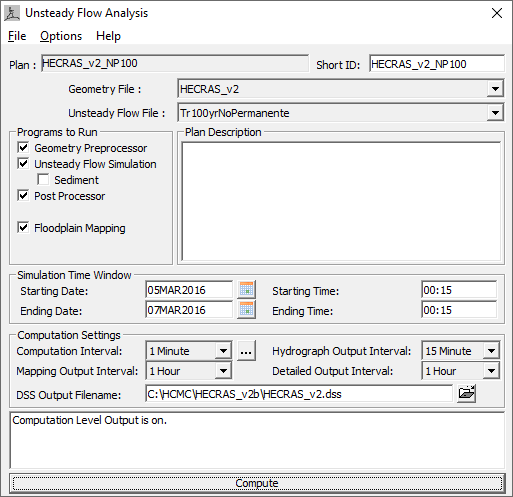 Unsteady Flow Analysis
File Options Help
Plan : HECRAS_v2_NP100 Short ID: HECRAS_v2_NP100
Geometry File : HECRAS_v2
Unsteady Flow File : Tr100yrNoPermanente
Programs to Run Plan Description
Geometry Preprocessor
Unsteady Flow Simulation
Sediment
Post Processor
Floodplain Mapping
Simulation Time Window
Starting Date: 05MAR2016 Starting Time: 00:15
Ending Date: 07MAR2016 Ending Time: 00:15
Computation Settings
Computation Interval: 1 Minute ... Hydrograph Output Interval: 15 Minute
Mapping Output Interval: 1 Hour Detailed Output Interval: 1 Hour
DSS Output Filename: C:\HCMC\HECRAS_v2b\HECRAS_v2.dss
Computation Level Output is on.
Compute